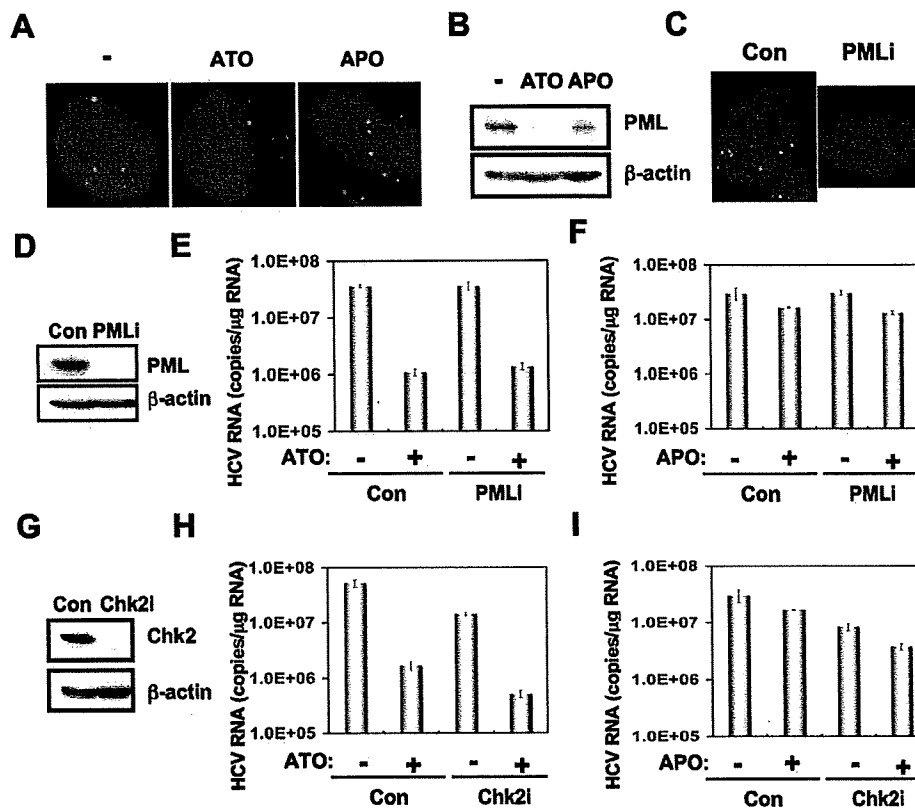 A
- ATO APO
B
- ATO APO
PML
β-actin
C
Con PMLi
D
Con PMLi
PML
β-actin
E
HCV RNA (copies/μg RNA)
1.0E+08
1.0E+07
1.0E+06
1.0E+05
ATO: - + - +
Con PMLi
F
HCV RNA (copies/μg RNA)
1.0E+08
1.0E+07
1.0E+06
1.0E+05
APO: - + - +
Con PMLi
G
Con Chk2i
Chk2
β-actin
H
HCV RNA (copies/μg RNA)
1.0E+08
1.0E+07
1.0E+06
1.0E+05
ATO: - + - +
Con Chk2i
I
HCV RNA (copies/μg RNA)
1.0E+08
1.0E+07
1.0E+06
1.0E+05
APO: - + - +
Con Chk2i